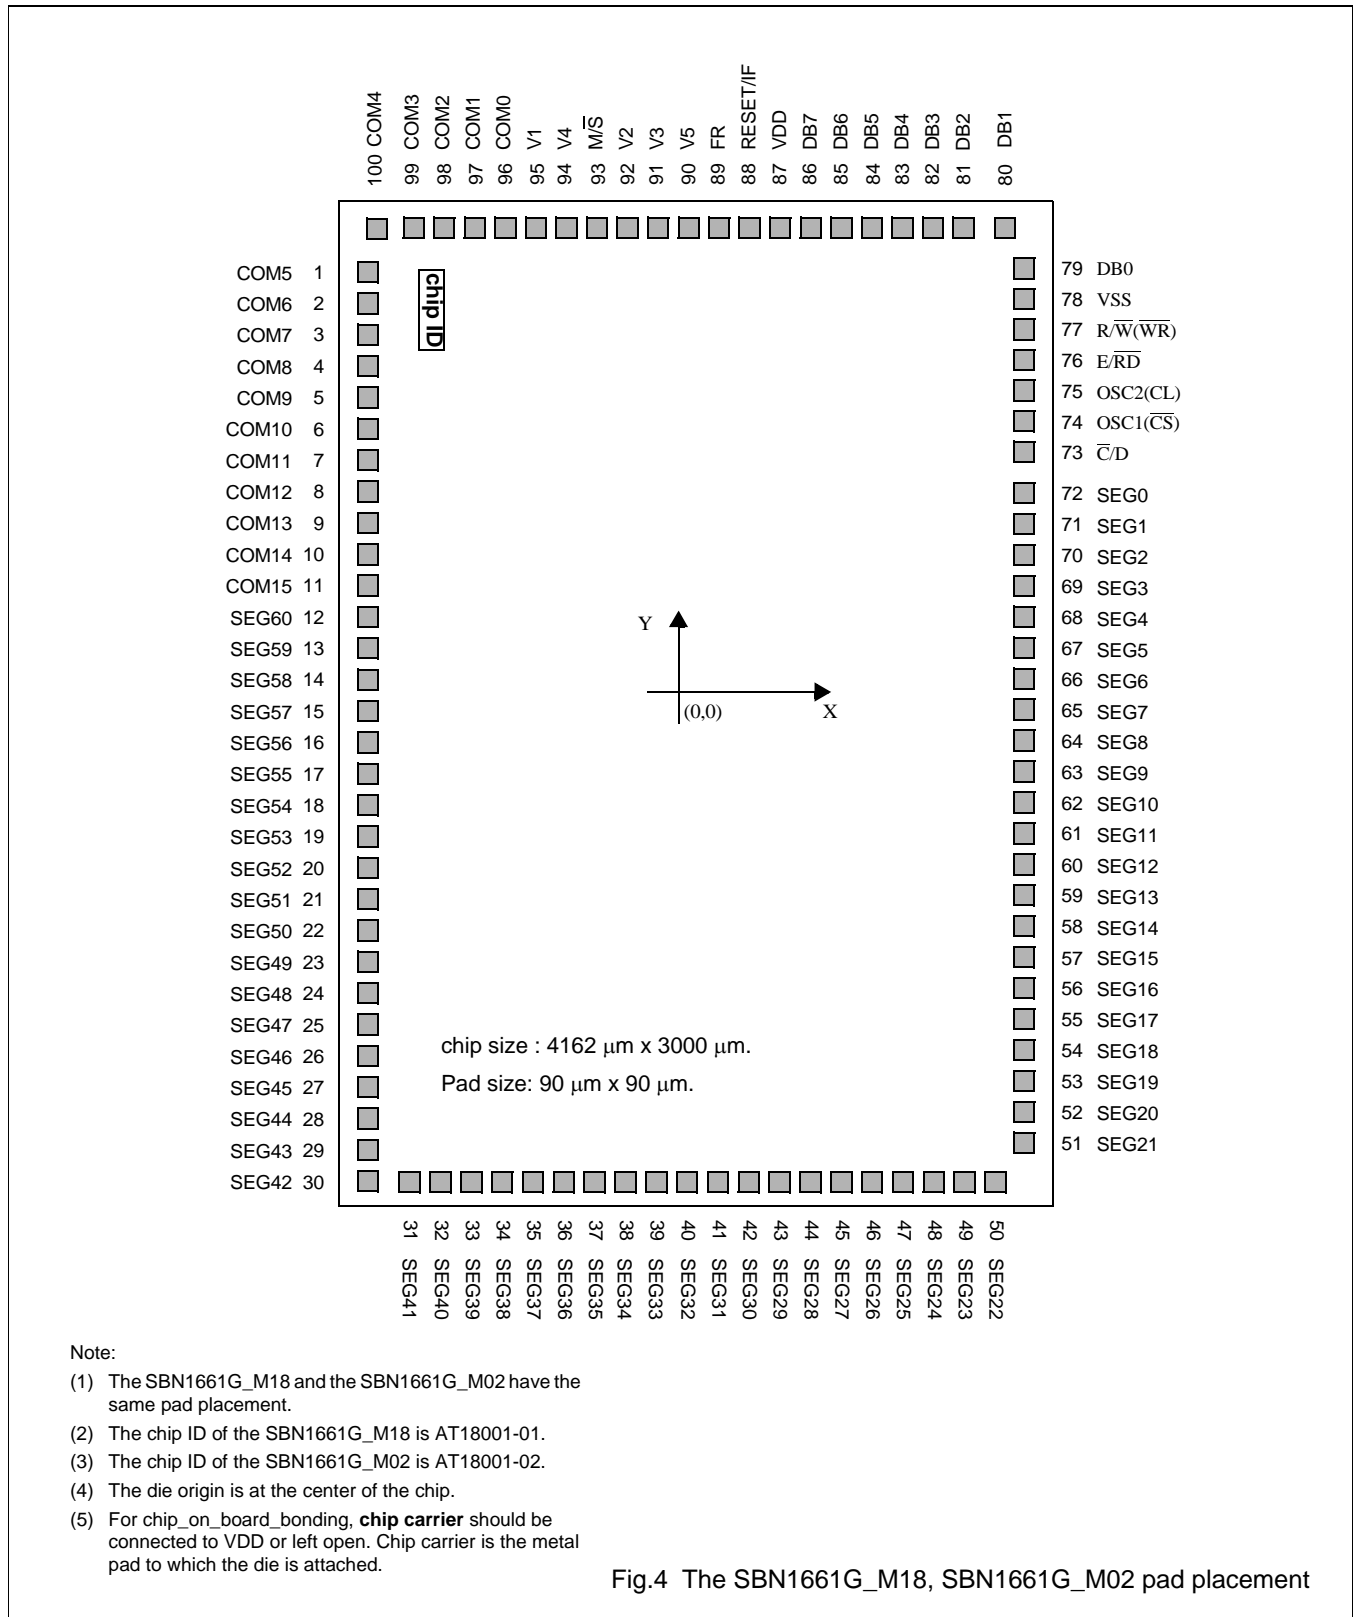 100 COM4
99 COM3
98 COM2
97 COM1
96 COM0
95 V1
94 V4
93 M/S̅
92 V2
91 V3
90 V5
89 FR
88 RESET/IF
87 VDD
86 DB7
85 DB6
84 DB5
83 DB4
82 DB3
81 DB2
80 DB1
COM5 1
COM6 2
COM7 3
COM8 4
COM9 5
COM10 6
COM11 7
COM12 8
COM13 9
COM14 10
COM15 11
SEG60 12
SEG59 13
SEG58 14
SEG57 15
SEG56 16
SEG55 17
SEG54 18
SEG53 19
SEG52 20
SEG51 21
SEG50 22
SEG49 23
SEG48 24
SEG47 25
SEG46 26
SEG45 27
SEG44 28
SEG43 29
SEG42 30
chip ID
Y
(0,0)
X
chip size : 4162 µm x 3000 µm.
Pad size: 90 µm x 90 µm.
79 DB0
78 VSS
77 R/W̅(W̅R̅)
76 E/R̅D̅
75 OSC2(CL)
74 OSC1(C̅S̅)
73 C̅/D
72 SEG0
71 SEG1
70 SEG2
69 SEG3
68 SEG4
67 SEG5
66 SEG6
65 SEG7
64 SEG8
63 SEG9
62 SEG10
61 SEG11
60 SEG12
59 SEG13
58 SEG14
57 SEG15
56 SEG16
55 SEG17
54 SEG18
53 SEG19
52 SEG20
51 SEG21
31 SEG41
32 SEG40
33 SEG39
34 SEG38
35 SEG37
36 SEG36
37 SEG35
38 SEG34
39 SEG33
40 SEG32
41 SEG31
42 SEG30
43 SEG29
44 SEG28
45 SEG27
46 SEG26
47 SEG25
48 SEG24
49 SEG23
50 SEG22
Note:
(1) The SBN1661G_M18 and the SBN1661G_M02 have the
same pad placement.
(2) The chip ID of the SBN1661G_M18 is AT18001-01.
(3) The chip ID of the SBN1661G_M02 is AT18001-02.
(4) The die origin is at the center of the chip.
(5) For chip_on_board_bonding, chip carrier should be
connected to VDD or left open. Chip carrier is the metal
pad to which the die is attached.
Fig.4 The SBN1661G_M18, SBN1661G_M02 pad placement